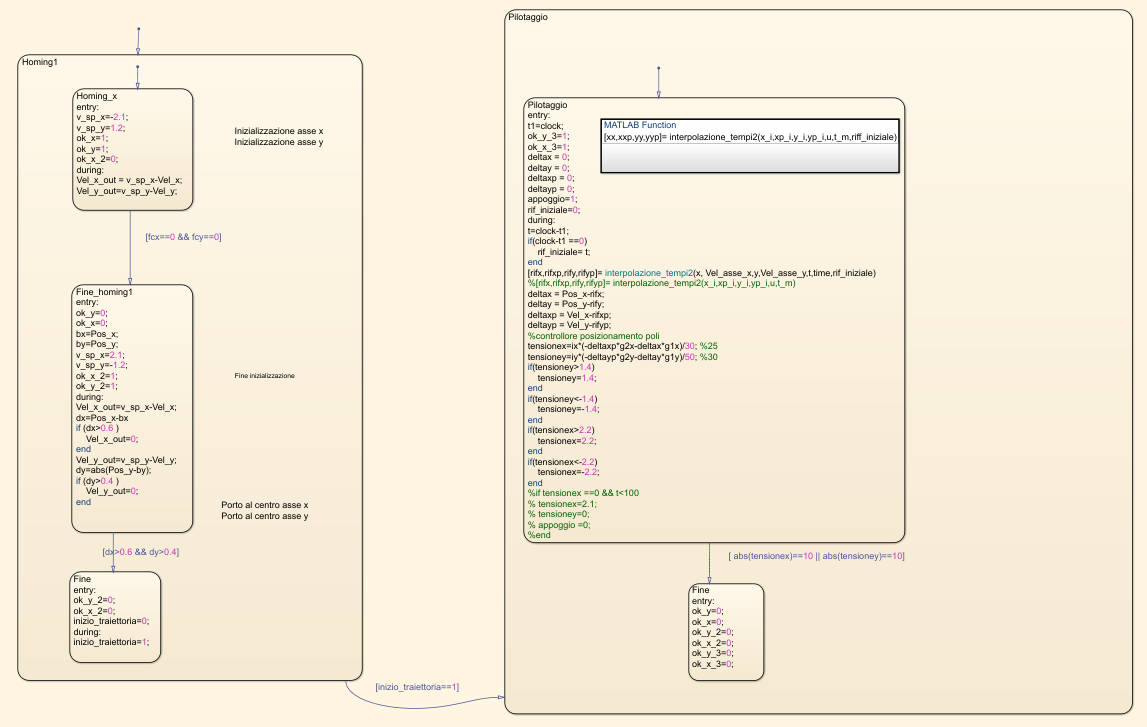 Homing1
Homing_x
entry:
v_sp_x=-2.1;
v_sp_y=1.2;
ok_x=1;
ok_y=1;
ok_x_2=0;
during:
Vel_x_out = v_sp_x-Vel_x;
Vel_y_out=v_sp_y-Vel_y;
Inizializzazione asse x
Inizializzazione asse y
[fcx==0 && fcy==0]
Fine_homing1
entry:
ok_y=0;
ok_x=0;
bx=Pos_x;
by=Pos_y;
v_sp_x=2.1;
v_sp_y=-1.2;
ok_x_2=1;
ok_y_2=1;
during:
Vel_x_out=v_sp_x-Vel_x;
dx=Pos_x-bx
if (dx>0.6 )
Vel_x_out=0;
end
Vel_y_out=v_sp_y-Vel_y;
dy=abs(Pos_y-by);
if (dy>0.4 )
Vel_y_out=0;
end
Fine inizializzazione
Porto al centro asse x
Porto al centro asse y
[dx>0.6 && dy>0.4]
Fine
entry:
ok_y_2=0;
ok_x_2=0;
inizio_traiettoria=0;
during:
inizio_traiettoria=1;
[inizio_traiettoria==1]
Pilotaggio
Pilotaggio
entry:
t1=clock;
ok_y_3=1;
ok_x_3=1;
deltax = 0;
deltay = 0;
deltaxp = 0;
deltayp = 0;
appoggio=1;
rif_iniziale=0;
during:
t=clock-t1;
if(clock-t1 ==0)
rif_iniziale= t;
end
[rifx,rifxp,rify,rifyp]= interpolazione_tempi2(x, Vel_asse_x,y,Vel_asse_y,t,time,rif_iniziale)
%[rifx,rifxp,rify,rifyp]= interpolazione_tempi2(x_i,xp_i,y_i,yp_i,u,t_m)
deltax = Pos_x-rifx;
deltay = Pos_y-rify;
deltaxp = Vel_x-rifxp;
deltayp = Vel_y-rifyp;
%controllore posizionamento poli
tensionex=ix*(-deltaxp*g2x-deltax*g1x)/30; %25
tensioney=iy*(-deltayp*g2y-deltay*g1y)/50; %30
if(tensioney>1.4)
tensioney=1.4;
end
if(tensioney<-1.4)
tensioney=-1.4;
end
if(tensionex>2.2)
tensionex=2.2;
end
if(tensionex<-2.2)
tensionex=-2.2;
end
%if tensionex ==0 && t<100
% tensionex=2.1;
% tensioney=0;
% appoggio =0;
%end
MATLAB Function
[xx,xxp,yy,yyp]= interpolazione_tempi2(x_i,xp_i,y_i,yp_i,u,t_m,riff_iniziale)
[ abs(tensionex)==10 || abs(tensioney)==10]
Fine
entry:
ok_y=0;
ok_x=0;
ok_y_2=0;
ok_x_2=0;
ok_y_3=0;
ok_x_3=0;